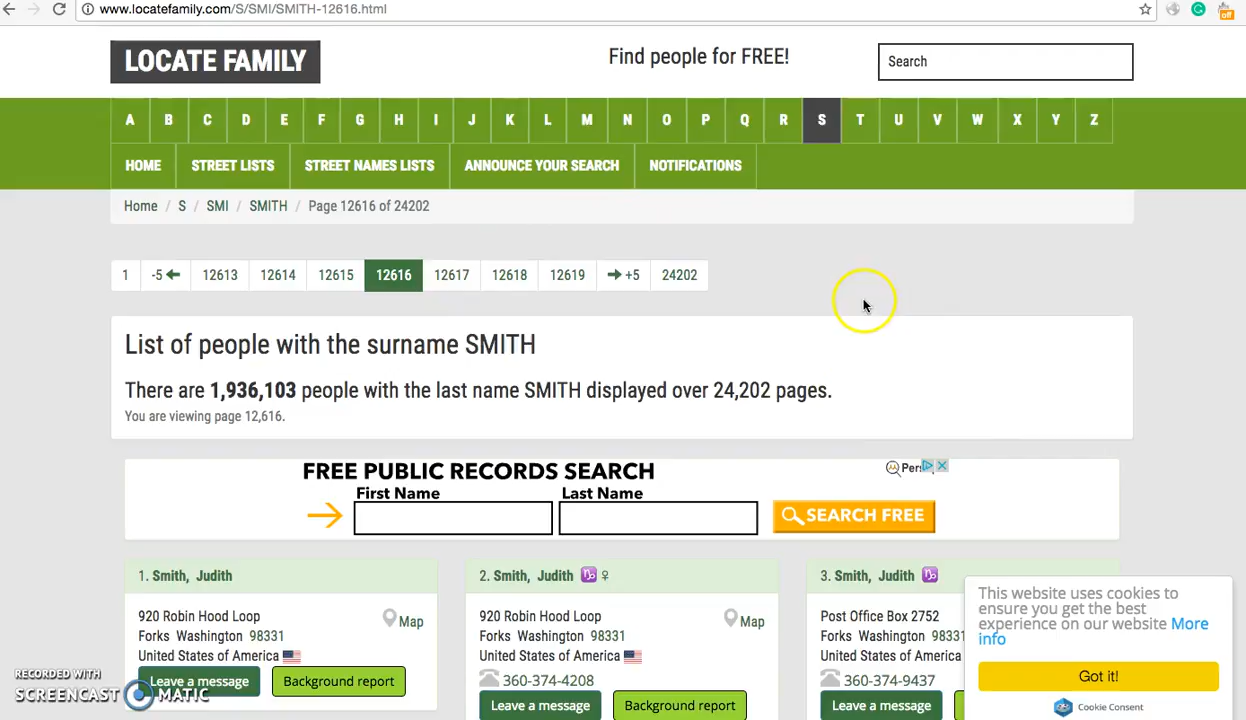 www.locatefamily.com/S/SMI/SMITH-12616.html
off
LOCATE FAMILY
Find people for FREE!
Search
A B C D E F G H I J K L M N O P Q R S T U V W X Y Z
HOME STREET LISTS STREET NAMES LISTS ANNOUNCE YOUR SEARCH NOTIFICATIONS
Home / S / SMI / SMITH / Page 12616 of 24202
1 -5 12613 12614 12615 12616 12617 12618 12619 +5 24202
List of people with the surname SMITH
There are 1,936,103 people with the last name SMITH displayed over 24,202 pages.
You are viewing page 12,616.
FREE PUBLIC RECORDS SEARCH
First Name Last Name
SEARCH FREE
1. Smith, Judith
920 Robin Hood Loop
Map
Forks Washington 98331
United States of America
Leave a message Background report
2. Smith, Judith ♑ ♀
920 Robin Hood Loop
Map
Forks Washington 98331
United States of America
360-374-4208
Leave a message Background report
3. Smith, Judith ♑
Post Office Box 2752
Forks Washington 98331
United States of America
360-374-9437
Leave a message
This website uses cookies to
ensure you get the best
experience on our website More
info
Got it!
Cookie Consent
RECORDED WITH
SCREENCAST MATIC